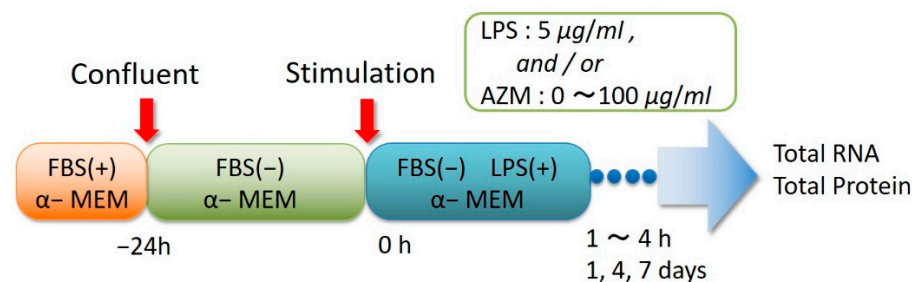 LPS : 5 μg/ml ,
and / or
AZM : 0 ～100 μg/ml
Confluent
Stimulation
FBS(+)
α− MEM
FBS(−)
α− MEM
FBS(−) LPS(+)
α− MEM
Total RNA
Total Protein
−24h
0 h
1 ～ 4 h
1, 4, 7 days